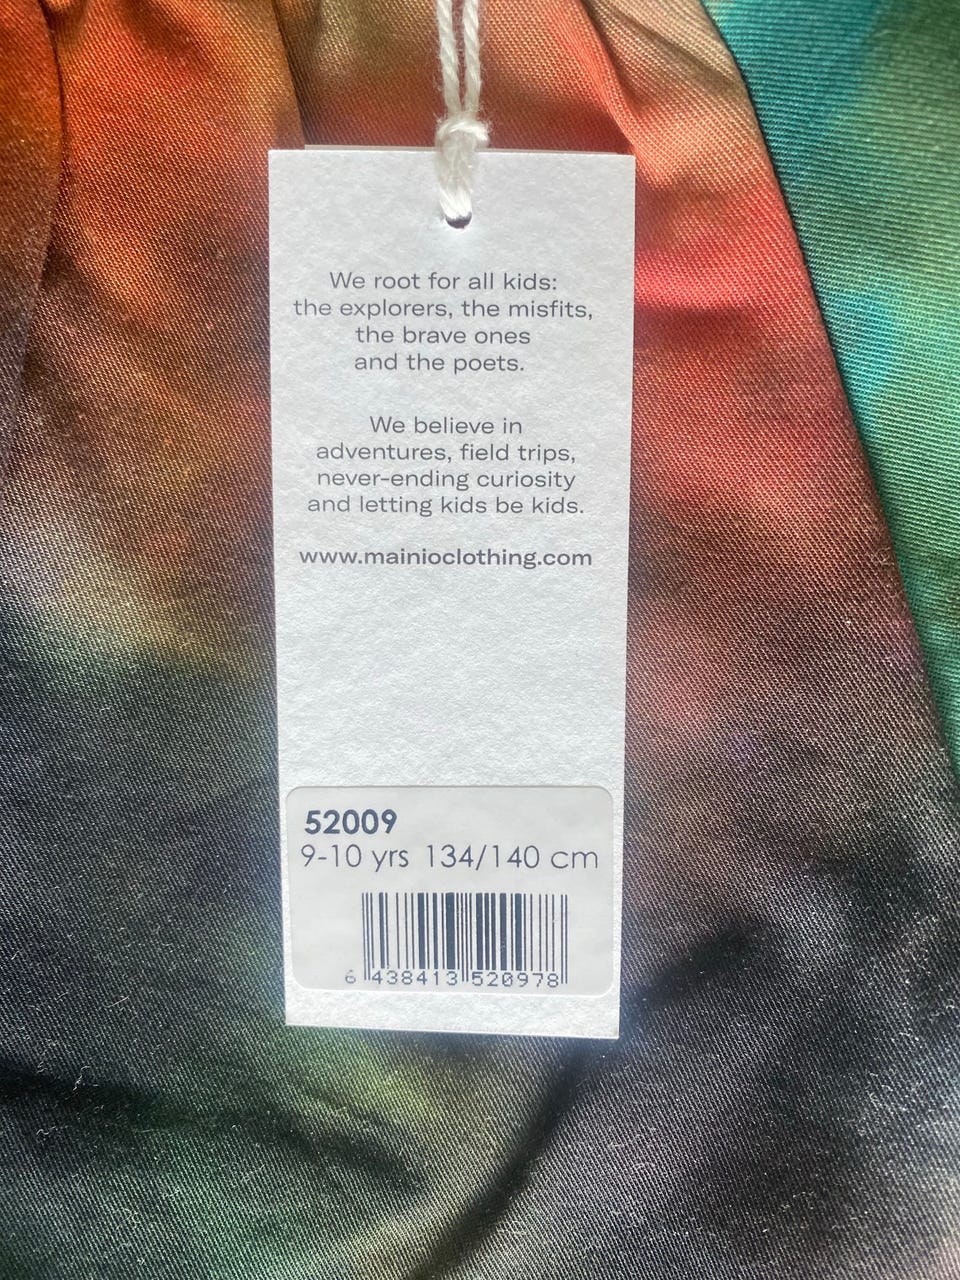 We root for all kids:
the explorers, the misfits,
the brave ones
and the poets.
We believe in
adventures, field trips,
never-ending curiosity
and letting kids be kids.
www.mainioclothing.com
52009
9-10 yrs 134/140 cm
6 438413 520978